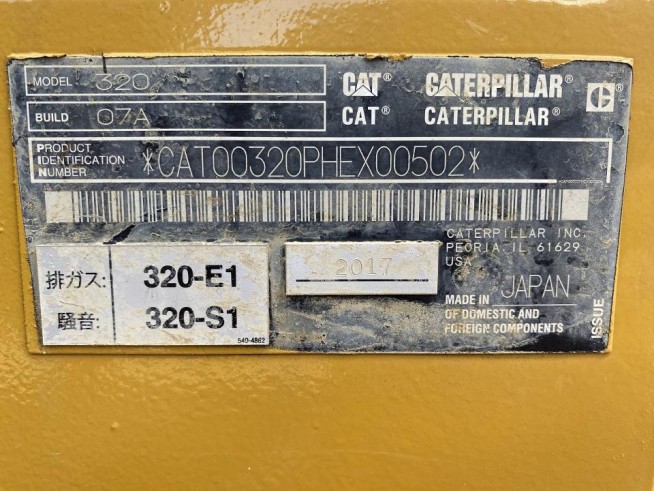 MODEL 320
BUILD 07A
CAT® CATERPILLAR®
CAT® CATERPILLAR®
PRODUCT IDENTIFICATION NUMBER *CAT00320PHEX00502*
CATERPILLAR INC.
PEORIA IL 61629
USA
排ガス: 320-E1
騒音: 320-S1
540-4862
2017
MADE IN JAPAN
OF DOMESTIC AND
FOREIGN COMPONENTS
ISSUE